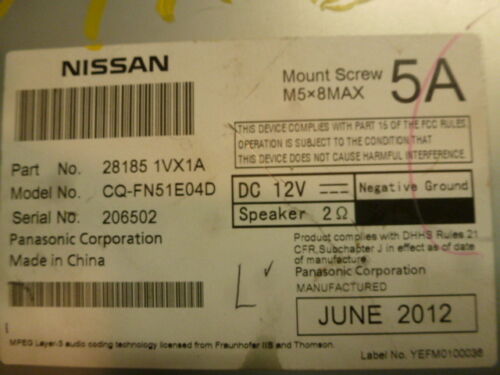 NISSAN
Mount Screw
M5×8MAX
5A
THIS DEVICE COMPLIES WITH PART 15 OF THE FCC RULES
OPERATION IS SUBJECT TO THE CONDITION THAT
THIS DEVICE DOES NOT CAUSE HARMFUL INTERFERENCE.
Part No. 28185 1VX1A
Model No. CQ-FN51E04D
Serial No. 206502
Panasonic Corporation
Made in China
DC 12V ⎓
Negative Ground
Speaker 2Ω
Product complies with DHHS Rules 21
CFR,Subchapter J in effect as of date
of manufacture.
Panasonic Corporation
MANUFACTURED
JUNE 2012
L✓
MPEG Layer-3 audio coding technology licensed from Fraunhofer IIS and Thomson.
Label No. YEFM0100036